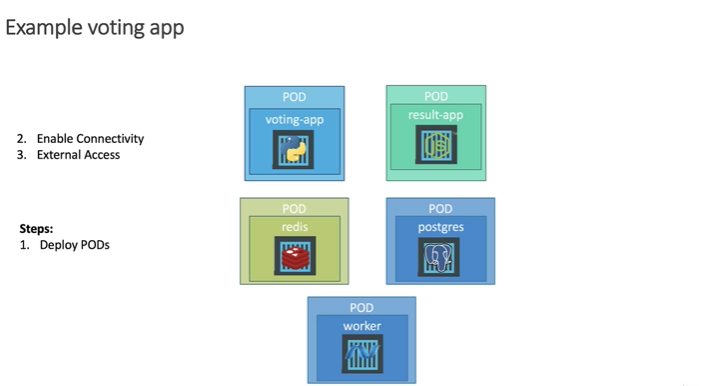 Example voting app
2. Enable Connectivity
3. External Access
Steps:
1. Deploy PODs
POD
voting-app
POD
result-app
JS
POD
redis
POD
postgres
POD
worker